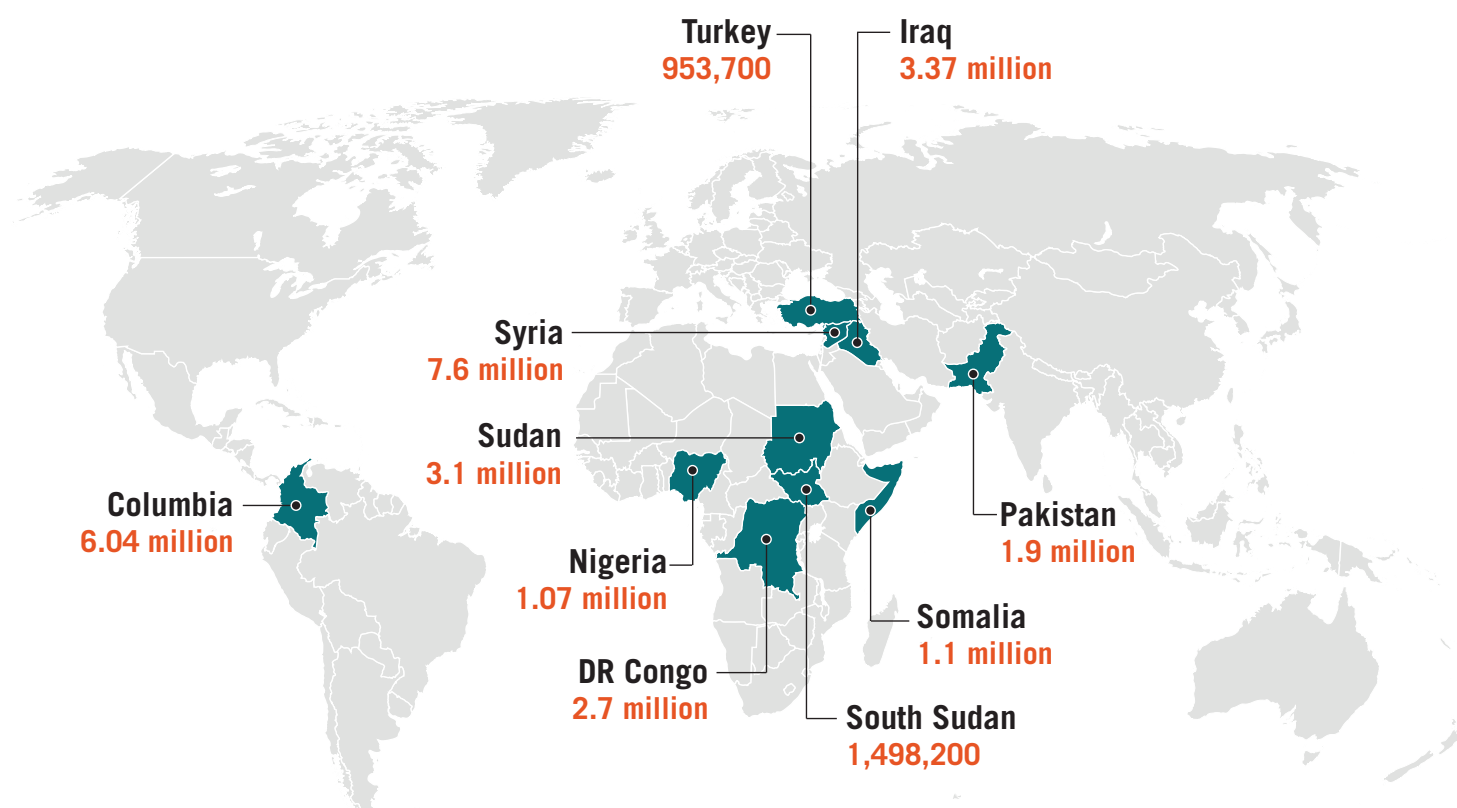 Turkey
953,700
Iraq
3.37 million
Syria
7.6 million
Sudan
3.1 million
Columbia
6.04 million
Nigeria
1.07 million
Pakistan
1.9 million
Somalia
1.1 million
DR Congo
2.7 million
South Sudan
1,498,200